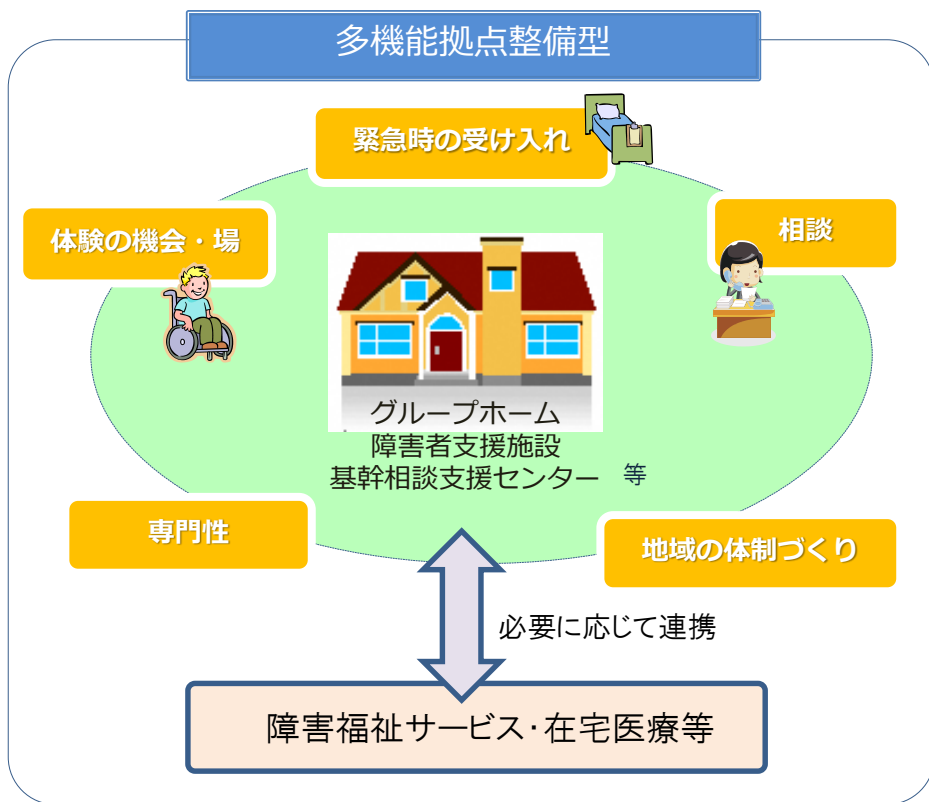 多機能拠点整備型
緊急時の受け入れ
体験の機会・場
相談
グループホーム
障害者支援施設
基幹相談支援センター 等
専門性
地域の体制づくり
必要に応じて連携
障害福祉サービス・在宅医療等